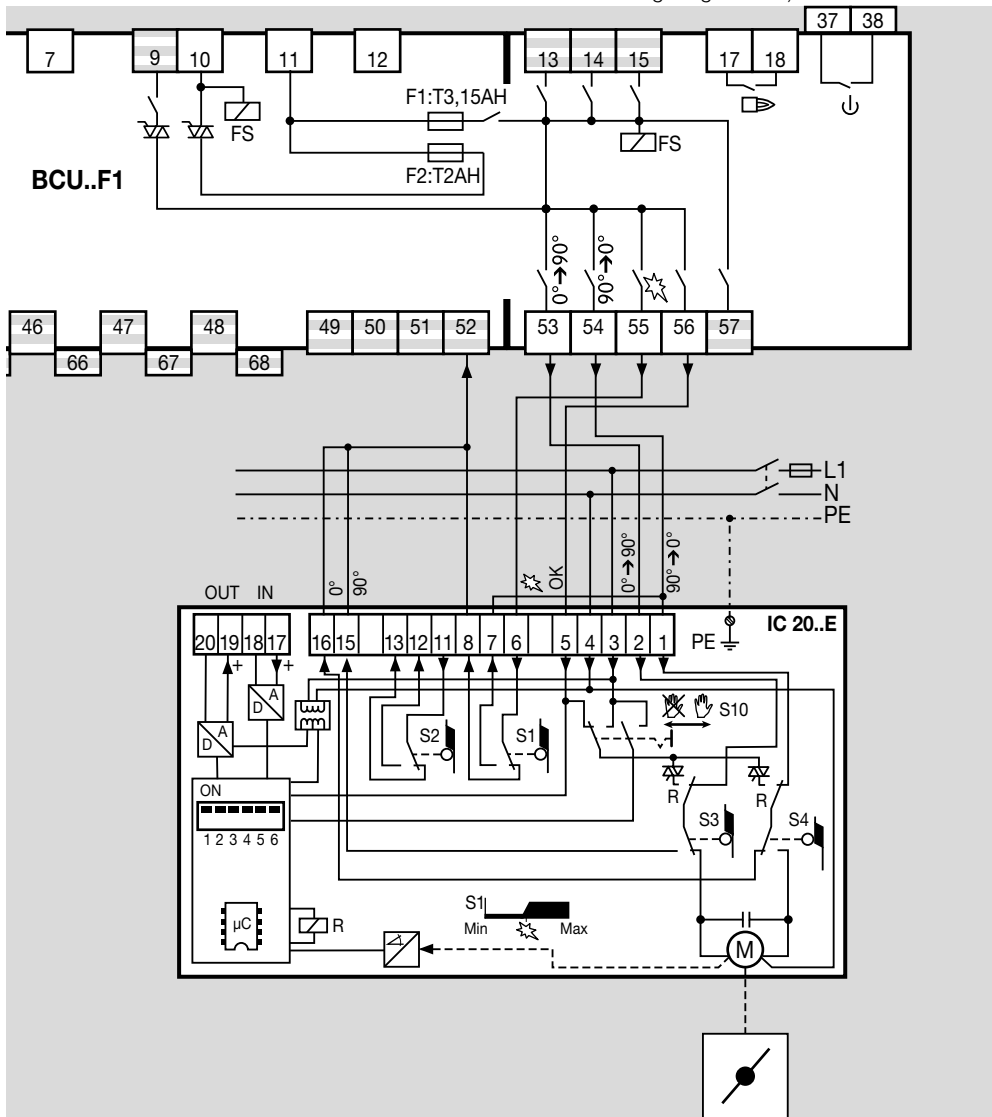 37 38
7 9 10 11 12 13 14 15 17 18
F1:T3,15AH
FS
FS
F2:T2AH
BCU..F1
0°➔90°
90°➔0°
46 47 48 49 50 51 52 53 54 55 56 57
66 67 68
L1
N
PE
0°
90°
OK
0°➔90°
90°➔0°
OUT IN
IC 20..E
20 19 18 17 16 15 13 12 11 8 7 6 5 4 3 2 1 PE
+ +
S10
A
D
S2 S1
A
D
R R
ON
S3 S4
1 2 3 4 5 6
S1
µC R
Min Max
M